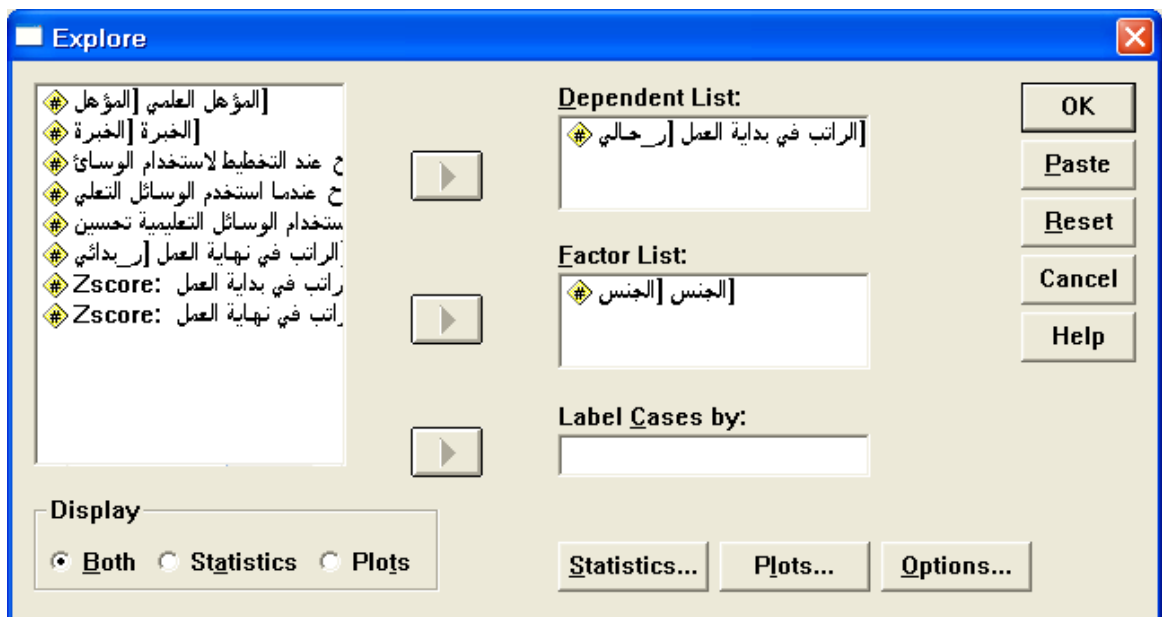 Explore
المؤهل العلمي [المؤهل]
الخبرة [الخبرة]
ح عند التخطيط لاستخدام الوسائ
ح عندما استخدم الوسائل التعلي
ستخدام الوسائل التعليمية تحسين
الراتب في نهاية العمل [ر_بدائي]
Zscore: راتب في بداية العمل
Zscore: راتب في نهاية العمل
Display
Both Statistics Plots
Dependent List:
الراتب في بداية العمل [ر_حالي]
Factor List:
الجنس [الجنس]
Label Cases by:
Statistics... Plots... Options...
OK
Paste
Reset
Cancel
Help